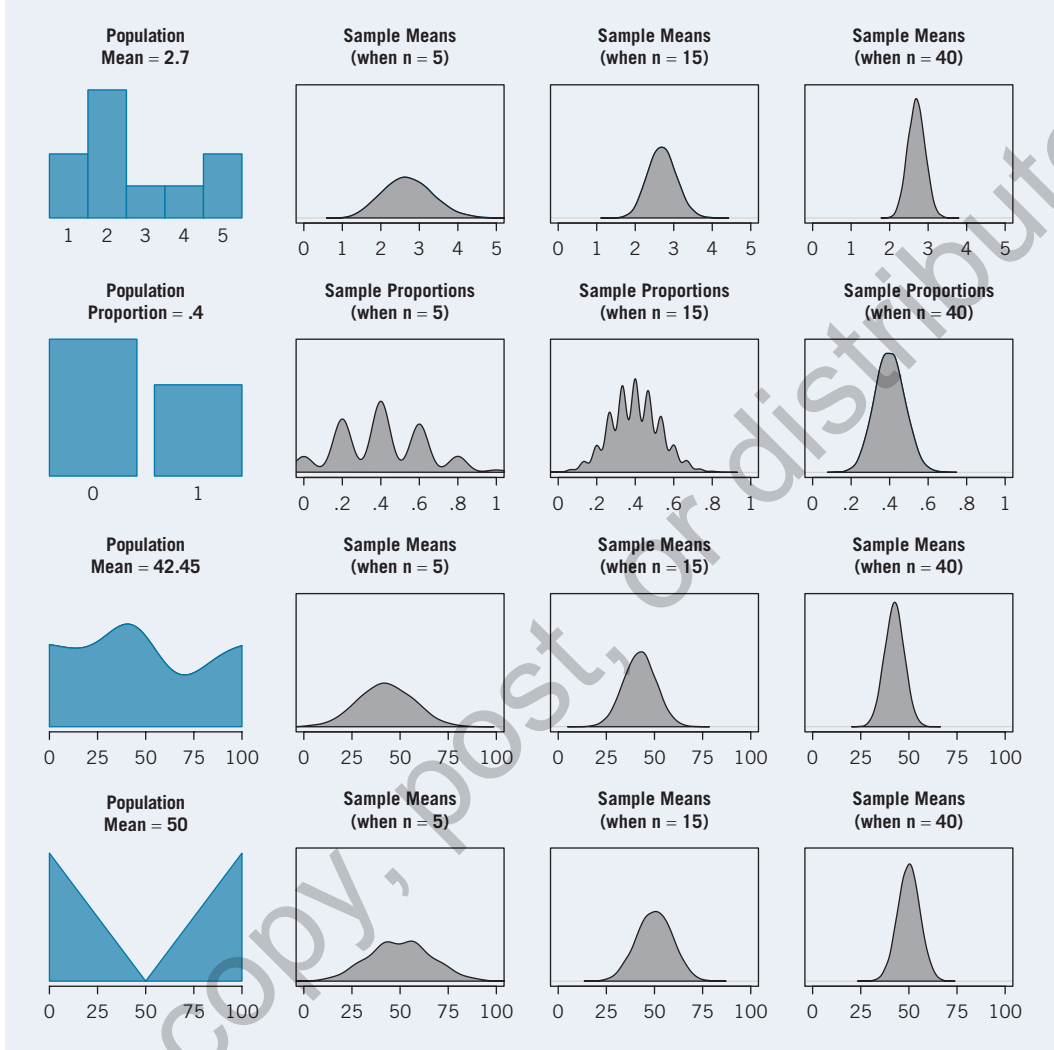 Population
Mean = 2.7
Sample Means
(when n = 5)
Sample Means
(when n = 15)
Sample Means
(when n = 40)
1 2 3 4 5
0 1 2 3 4 5
0 1 2 3 4 5
0 1 2 3 4 5
Population
Proportion = .4
Sample Proportions
(when n = 5)
Sample Proportions
(when n = 15)
Sample Proportions
(when n = 40)
0 1
0 .2 .4 .6 .8 1
0 .2 .4 .6 .8 1
0 .2 .4 .6 .8 1
Population
Mean = 42.45
Sample Means
(when n = 5)
Sample Means
(when n = 15)
Sample Means
(when n = 40)
0 25 50 75 100
0 25 50 75 100
0 25 50 75 100
0 25 50 75 100
Population
Mean = 50
Sample Means
(when n = 5)
Sample Means
(when n = 15)
Sample Means
(when n = 40)
0 25 50 75 100
0 25 50 75 100
0 25 50 75 100
0 25 50 75 100
copy, post, or distribute